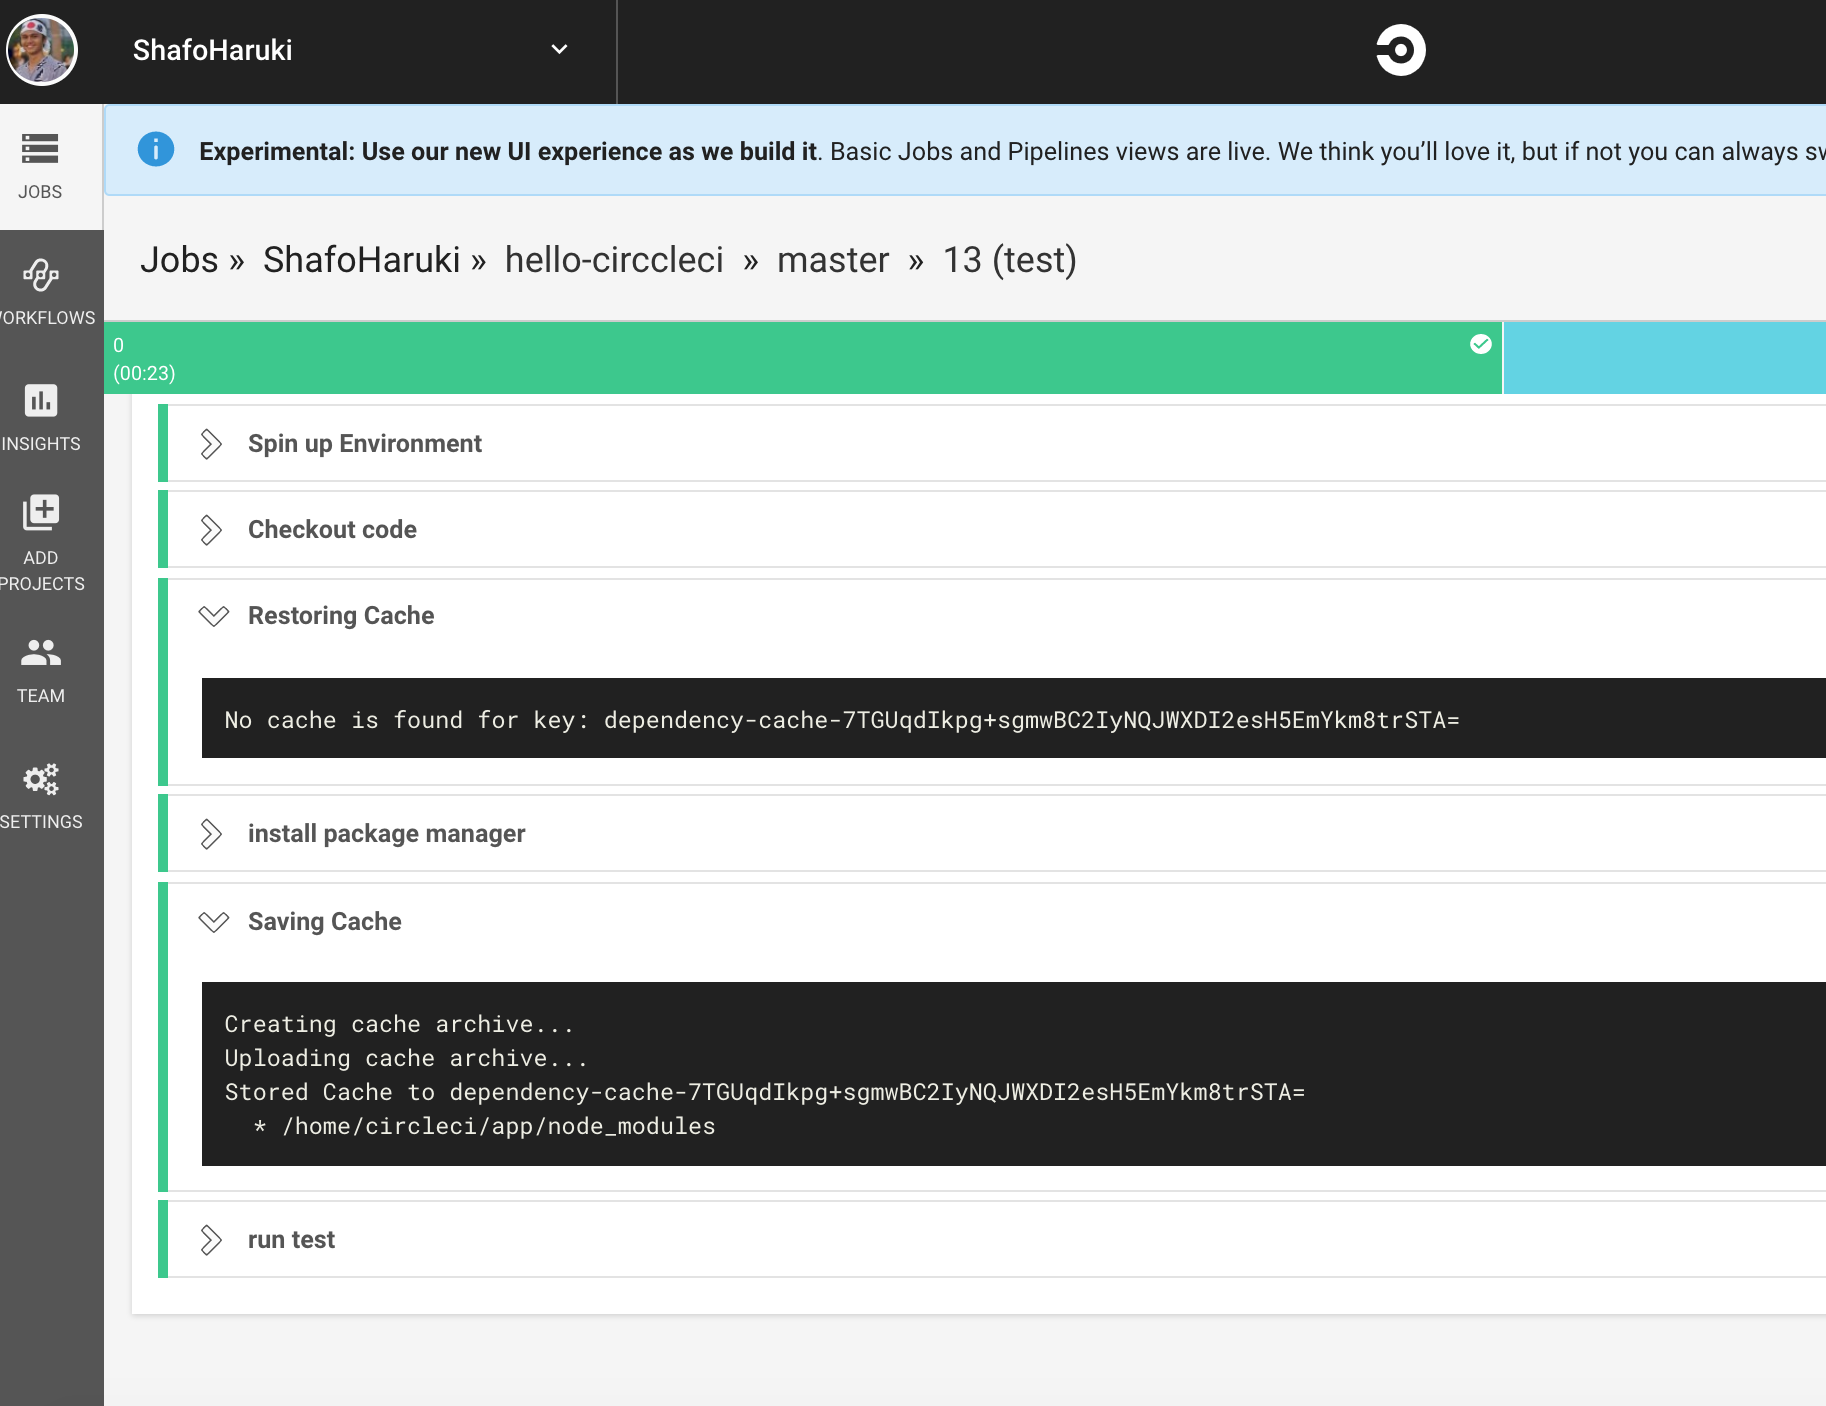 ShafoHaruki
Experimental: Use our new UI experience as we build it. Basic Jobs and Pipelines views are live. We think you’ll love it, but if not you can always
JOBS
Jobs » ShafoHaruki » hello-circcleci » master » 13 (test)
WORKFLOWS
0
(00:23)
INSIGHTS
ADD
PROJECTS
TEAM
SETTINGS
Spin up Environment
Checkout code
Restoring Cache
No cache is found for key: dependency-cache-7TGUqdIkpg+sgmwBC2IyNQJWXDI2esH5EmYkm8trSTA=
install package manager
Saving Cache
Creating cache archive...
Uploading cache archive...
Stored Cache to dependency-cache-7TGUqdIkpg+sgmwBC2IyNQJWXDI2esH5EmYkm8trSTA=
* /home/circleci/app/node_modules
run test